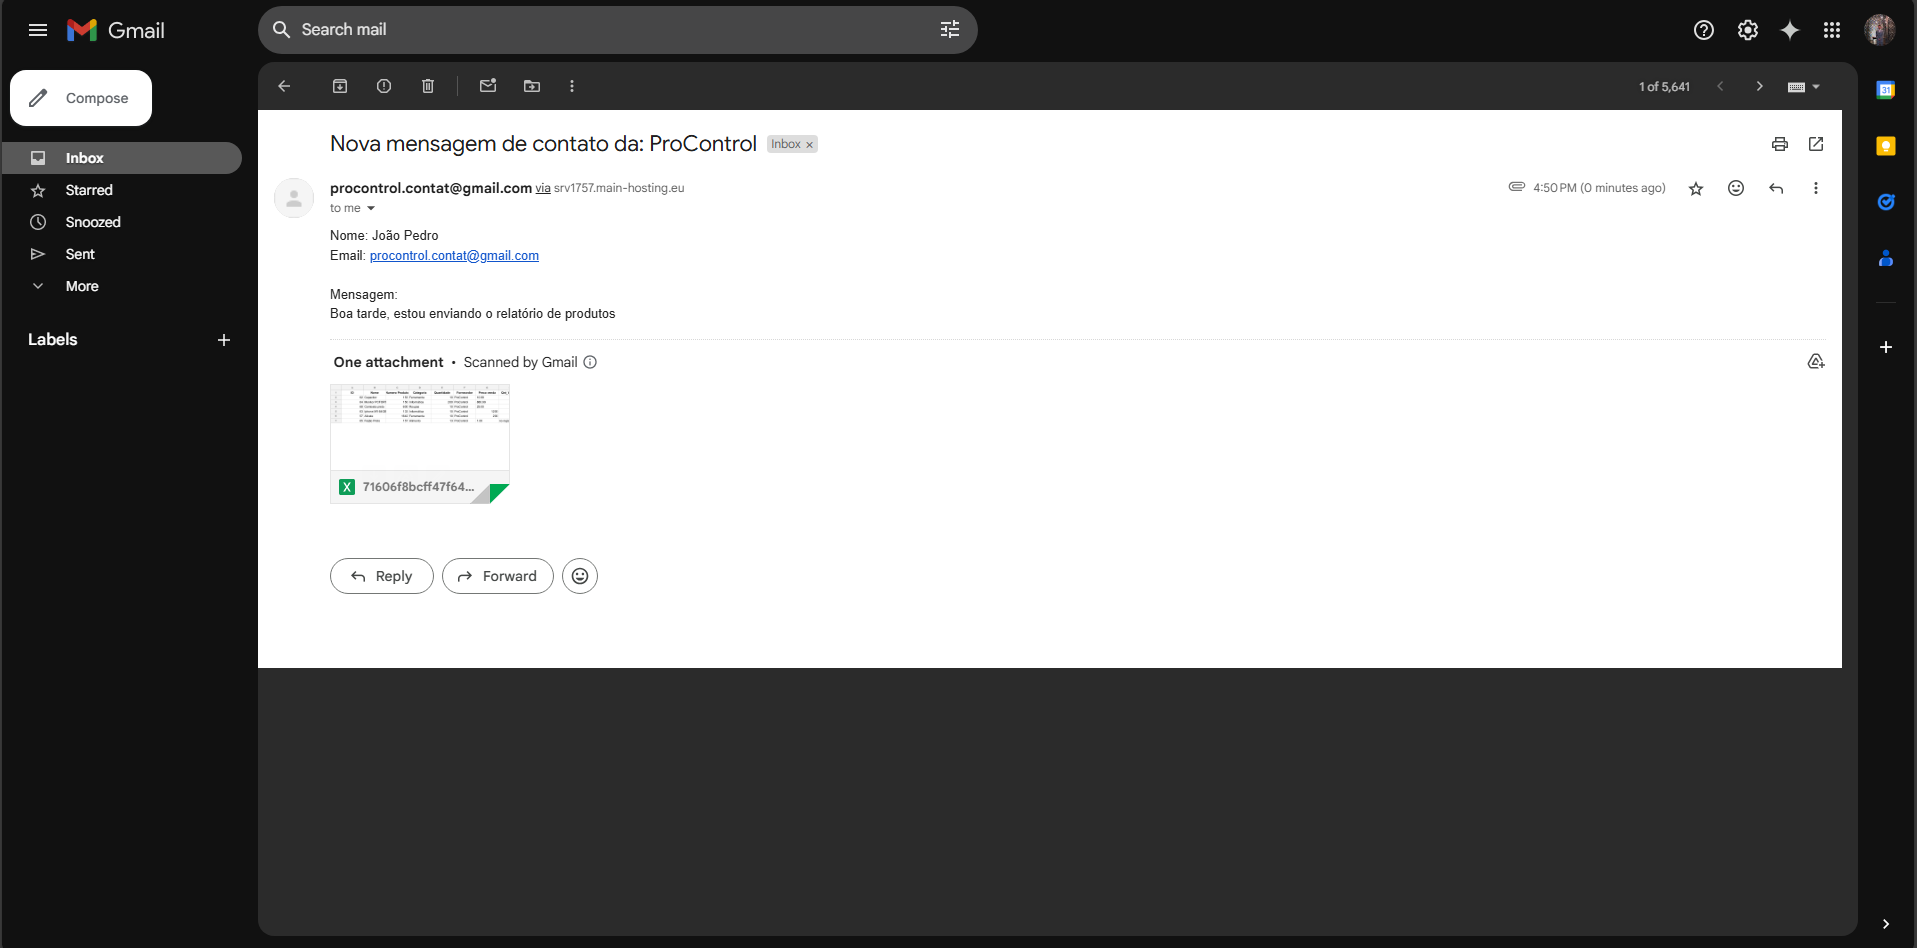 Gmail
Search mail
Compose
1 of 5,641
Inbox
Starred
Snoozed
Sent
More
Labels
Nova mensagem de contato da: ProControl
Inbox ×
procontrol.contat@gmail.com via srv1757.main-hosting.eu
4:50 PM (0 minutes ago)
to me
Nome: João Pedro
Email: procontrol.contat@gmail.com
Mensagem:
Boa tarde, estou enviando o relatório de produtos
One attachment • Scanned by Gmail
X 71606f8bcff47f64...
Reply
Forward
31